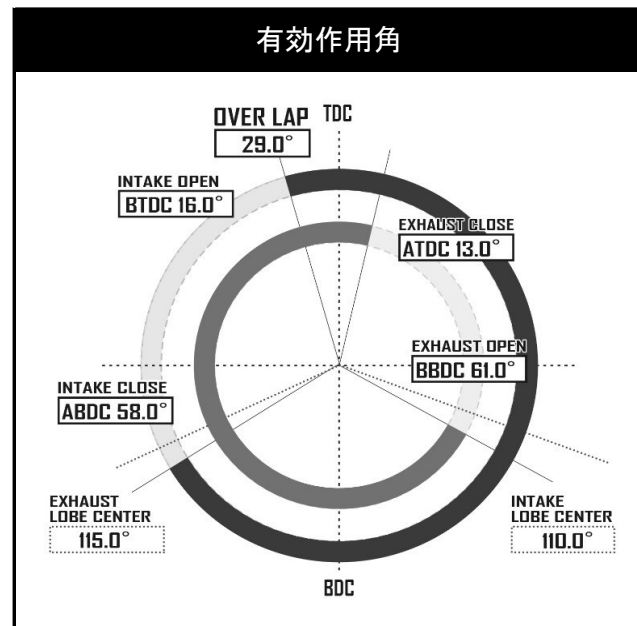 有効作用角
OVER LAP
29.0°
TDC
INTAKE OPEN
BTDC 16.0°
EXHAUST CLOSE
ATDC 13.0°
EXHAUST OPEN
BBDC 61.0°
INTAKE CLOSE
ABDC 58.0°
EXHAUST
LOBE CENTER
115.0°
INTAKE
LOBE CENTER
110.0°
BDC